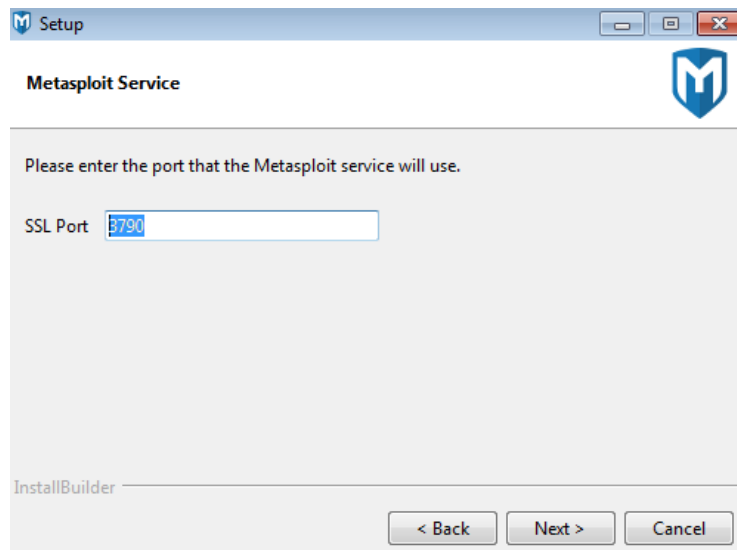 Setup
Metasploit Service
Please enter the port that the Metasploit service will use.
SSL Port 3790
InstallBuilder
< Back Next > Cancel